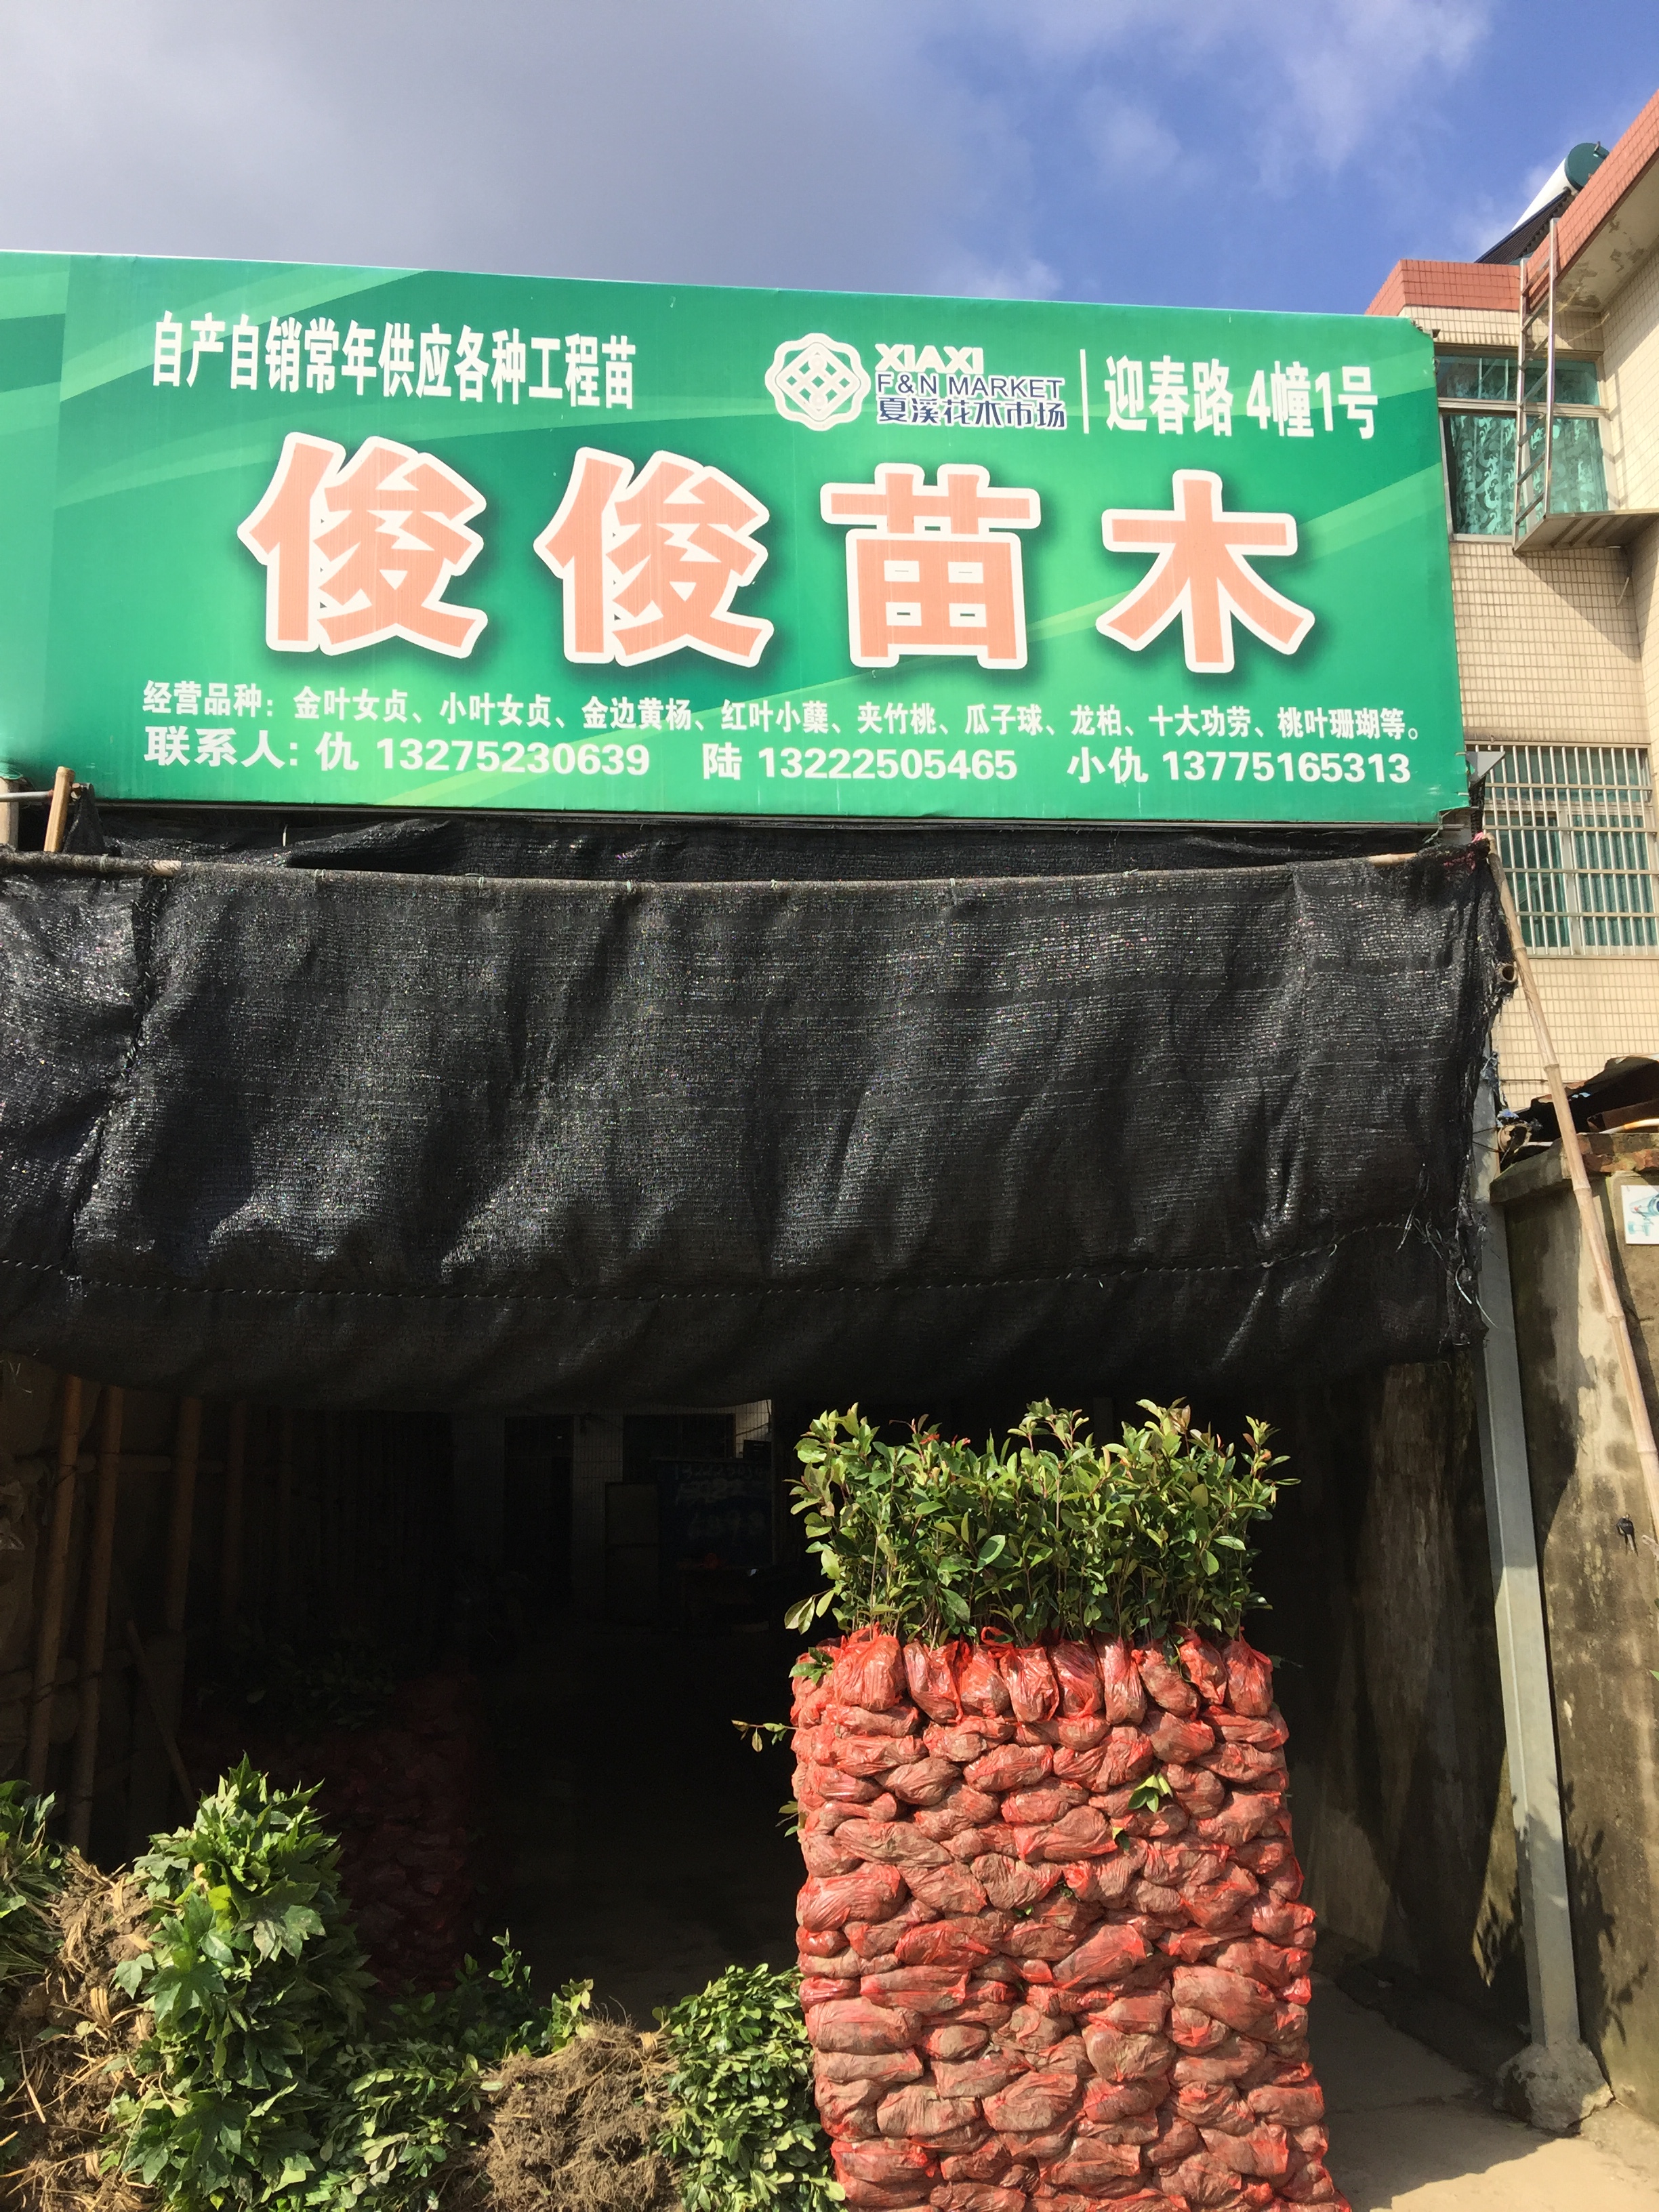 自产自销常年供应各种工程苗
XIAXI
F&N MARKET
夏溪花木市场
迎春路 4幢1号
俊俊苗木
经营品种：金叶女贞、小叶女贞、金边黄杨、红叶小蘖、夹竹桃、瓜子球、龙柏、十大功劳、桃叶珊瑚等。
联系人：仇 13275230639 陆 13222505465 小仇 13775165313